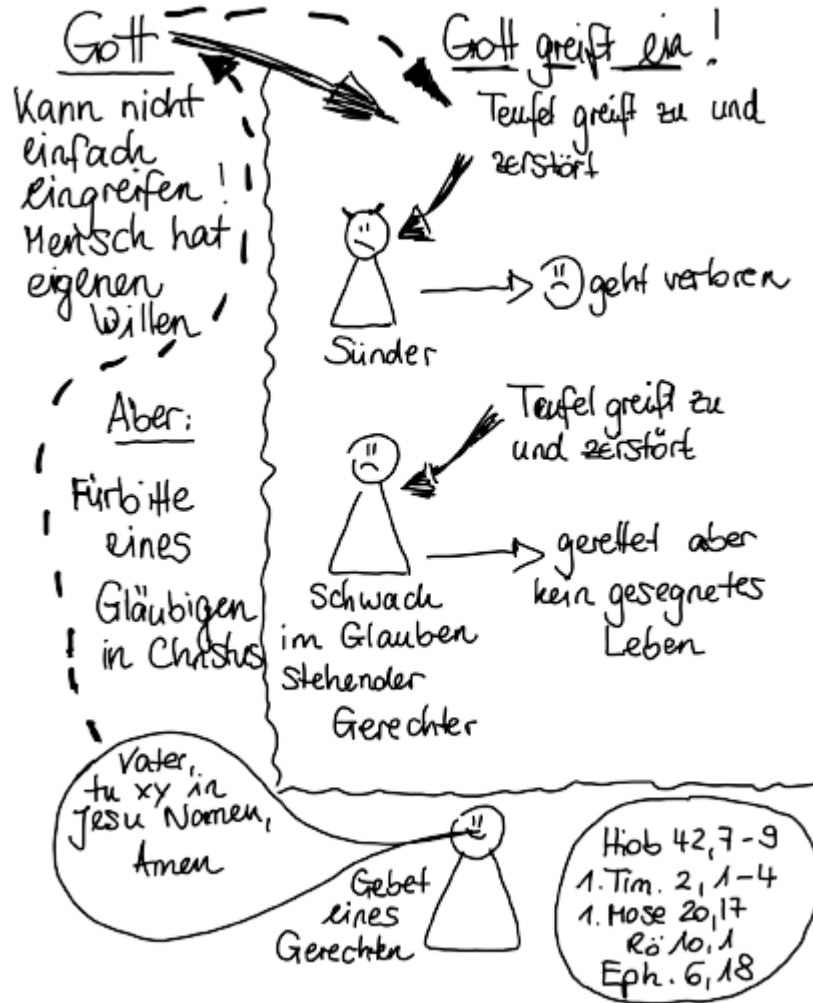 Gott
Kann nicht
einfach
eingreifen!
Mensch hat
eigenen
Willen
Aber:
Fürbitte
eines
Gläubigen
in Christus
Gott greift ein!
Teufel greift zu und
zerstört
geht verloren
Sünder
Teufel greift zu
und zerstört
gerettet aber
kein gesegnetes
Leben
Schwach
im Glauben
stehender
Gerechter
Vater,
tu xy in
Jesu Namen,
Amen
Gebet
eines
Gerechten
Hiob 42,7-9
1.Tim. 2, 1-4
1.Mose 20,17
Rö 10,1
Eph. 6,18